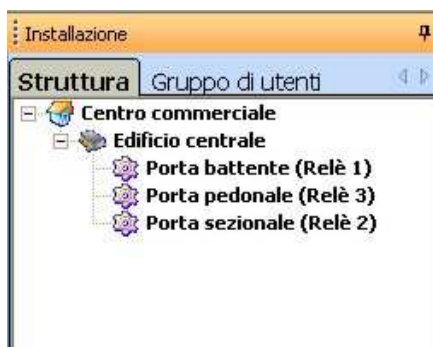 Installazione
Struttura Gruppo di utenti
Centro commerciale
Edificio centrale
Porta battente (Relè 1)
Porta pedonale (Relè 3)
Porta sezionale (Relè 2)